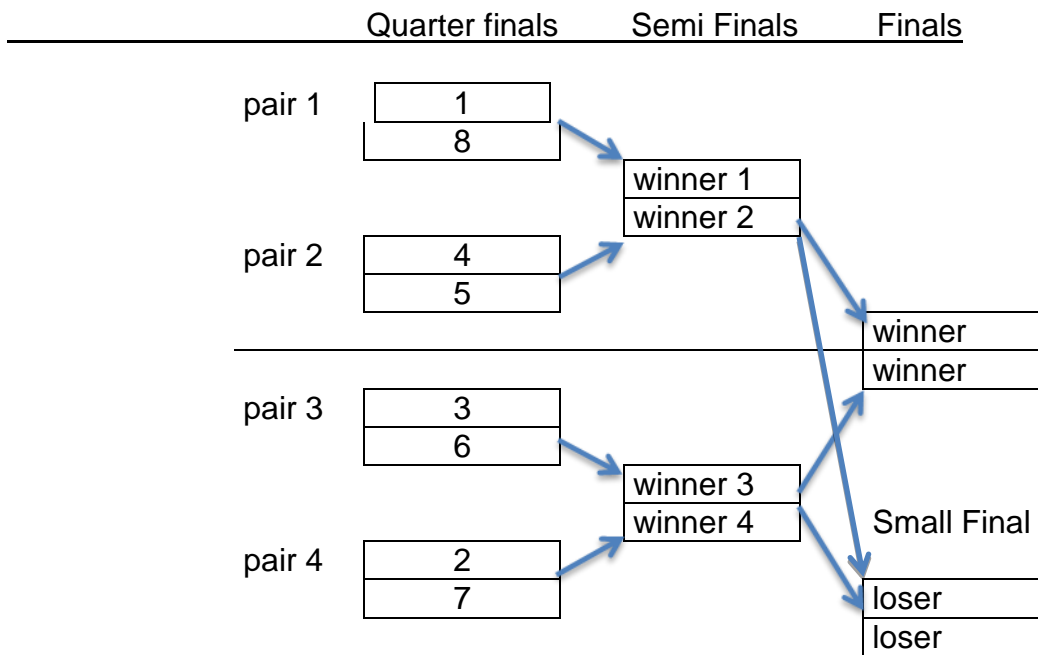 Quarter finals Semi Finals Finals
pair 1 1
8
winner 1
winner 2
pair 2 4
5
winner
winner
pair 3 3
6
winner 3
winner 4
Small Final
pair 4 2
7
loser
loser